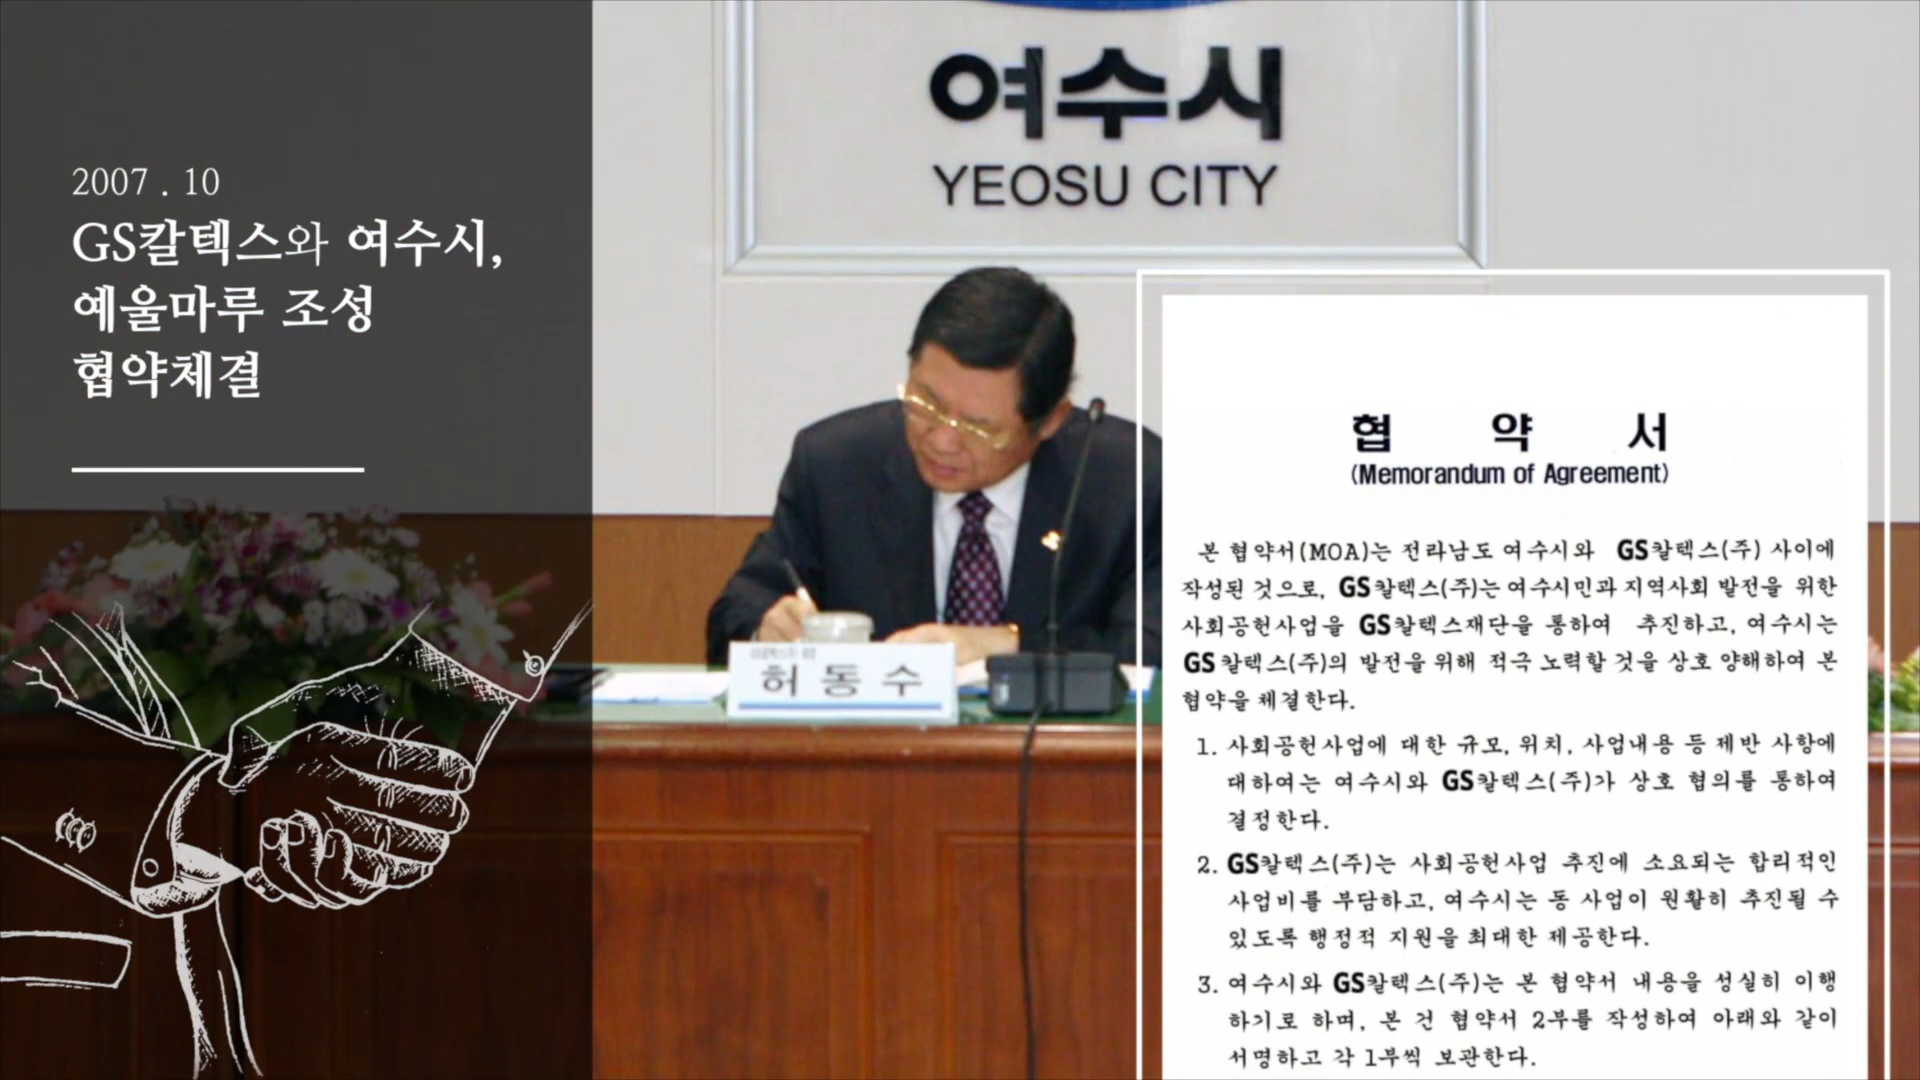 2007 . 10
GS칼텍스와 여수시,
예울마루 조성
협약체결
여수시
YEOSU CITY
허 동 수
협 약 서
(Memorandum of Agreement)
본 협약서(MOA)는 전라남도 여수시와 GS칼텍스(주) 사이에
작성된 것으로, GS칼텍스(주)는 여수시민과 지역사회 발전을 위한
사회공헌사업을 GS칼텍스재단을 통하여 추진하고, 여수시는
GS칼텍스(주)의 발전을 위해 적극 노력할 것을 상호 양해하여 본
협약을 체결한다.
1. 사회공헌사업에 대한 규모, 위치, 사업내용 등 제반 사항에
대하여는 여수시와 GS칼텍스(주)가 상호 협의를 통하여
결정한다.
2. GS칼텍스(주)는 사회공헌사업 추진에 소요되는 합리적인
사업비를 부담하고, 여수시는 동 사업이 원활히 추진될 수
있도록 행정적 지원을 최대한 제공한다.
3. 여수시와 GS칼텍스(주)는 본 협약서 내용을 성실히 이행
하기로 하며, 본 건 협약서 2부를 작성하여 아래와 같이
서명하고 각 1부씩 보관한다.